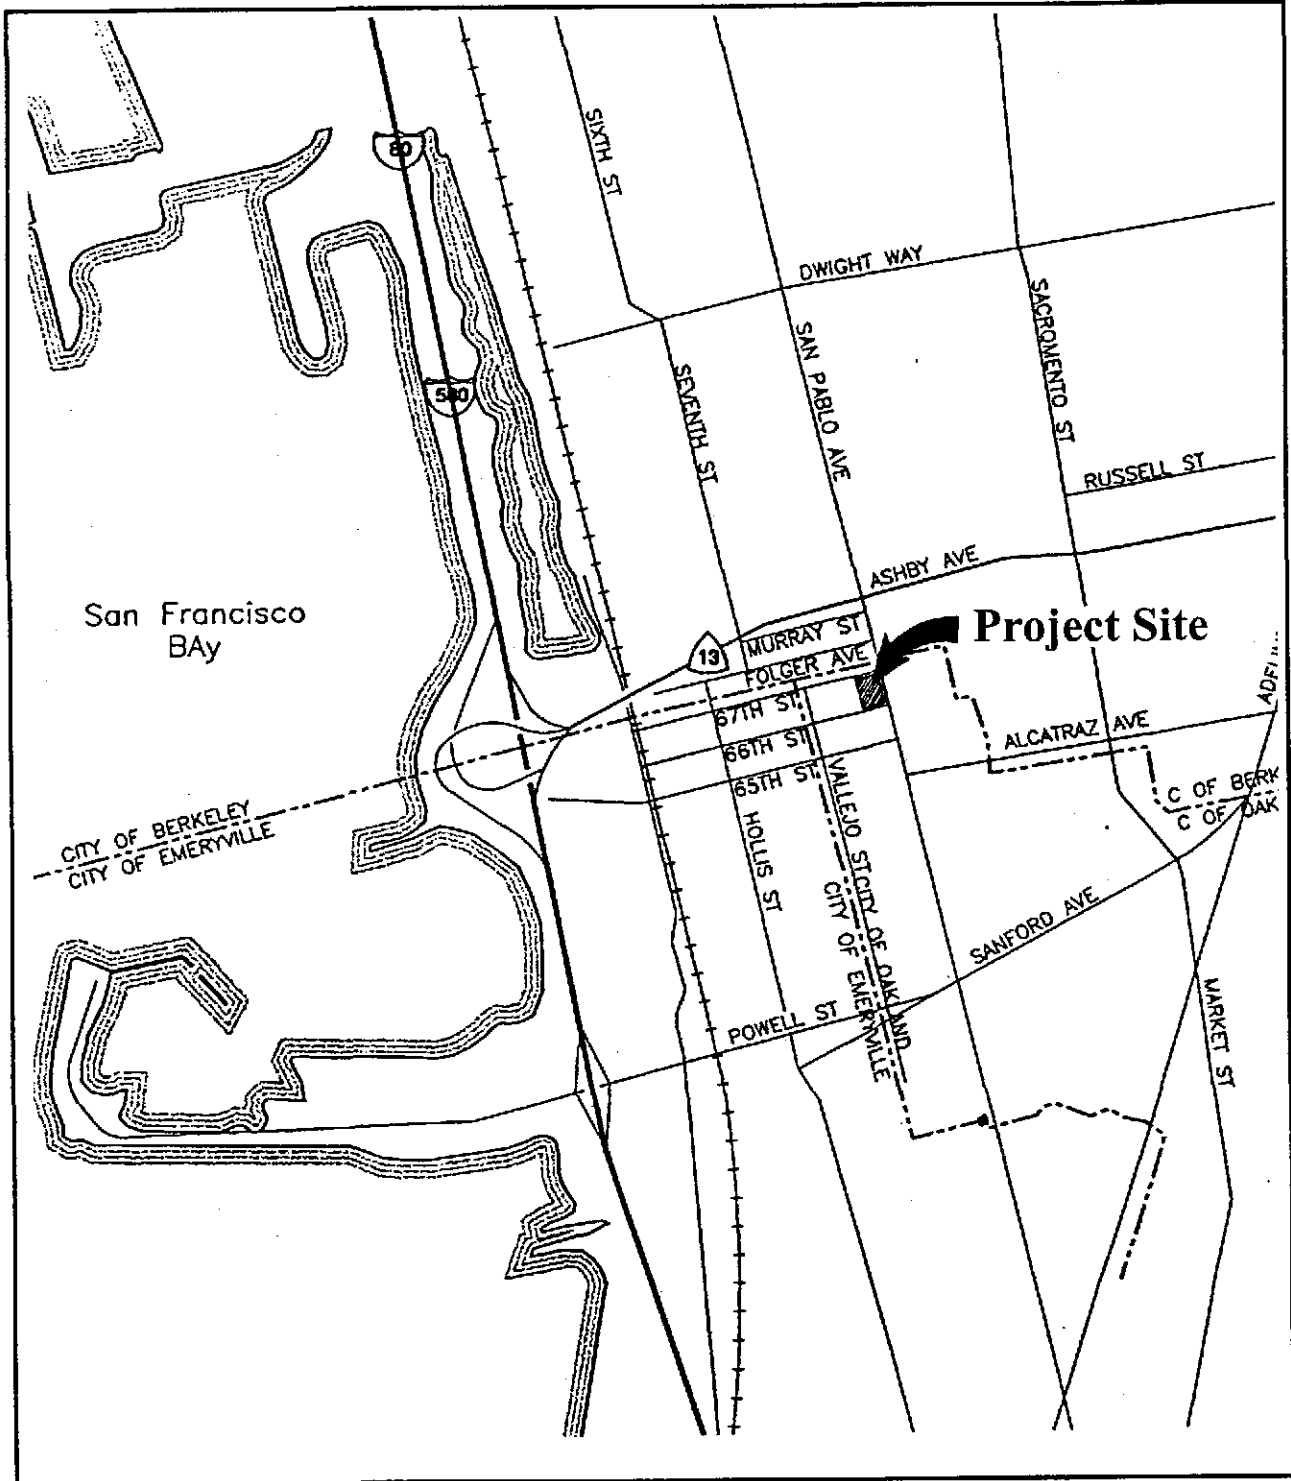 80
SIXTH ST
DWIGHT WAY
580
SEVENTH ST
SAN PABLO AVE
SACROMENTO ST
RUSSELL ST
ASHBY AVE
San Francisco
BAy
13
MURRAY ST
FOLGER AVE
Project Site
67TH ST
66TH ST
65TH ST
ALCATRAZ AVE
C OF BERK
C OF OAK
CITY OF BERKELEY
CITY OF EMERYVILLE
HOLLIS ST
VALLEJO ST
CITY OF OAKLAND
CITY OF EMERYVILLE
SANFORD AVE
POWELL ST
MARKET ST